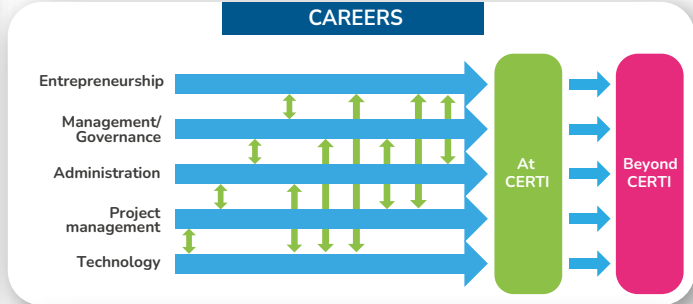 CAREERS
Entrepreneurship
Management/
Governance
Administration
Project
management
Technology
At
CERTI
Beyond
CERTI